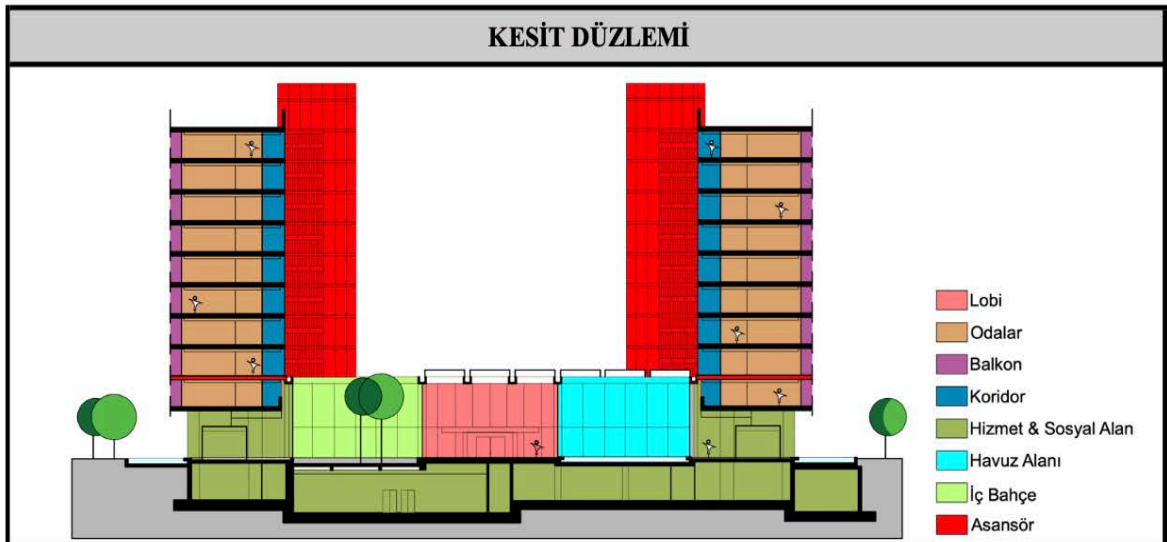 KESİT DÜZLEMİ
Lobi
Odalar
Balkon
Koridor
Hizmet & Sosyal Alan
Havuz Alanı
İç Bahçe
Asansör